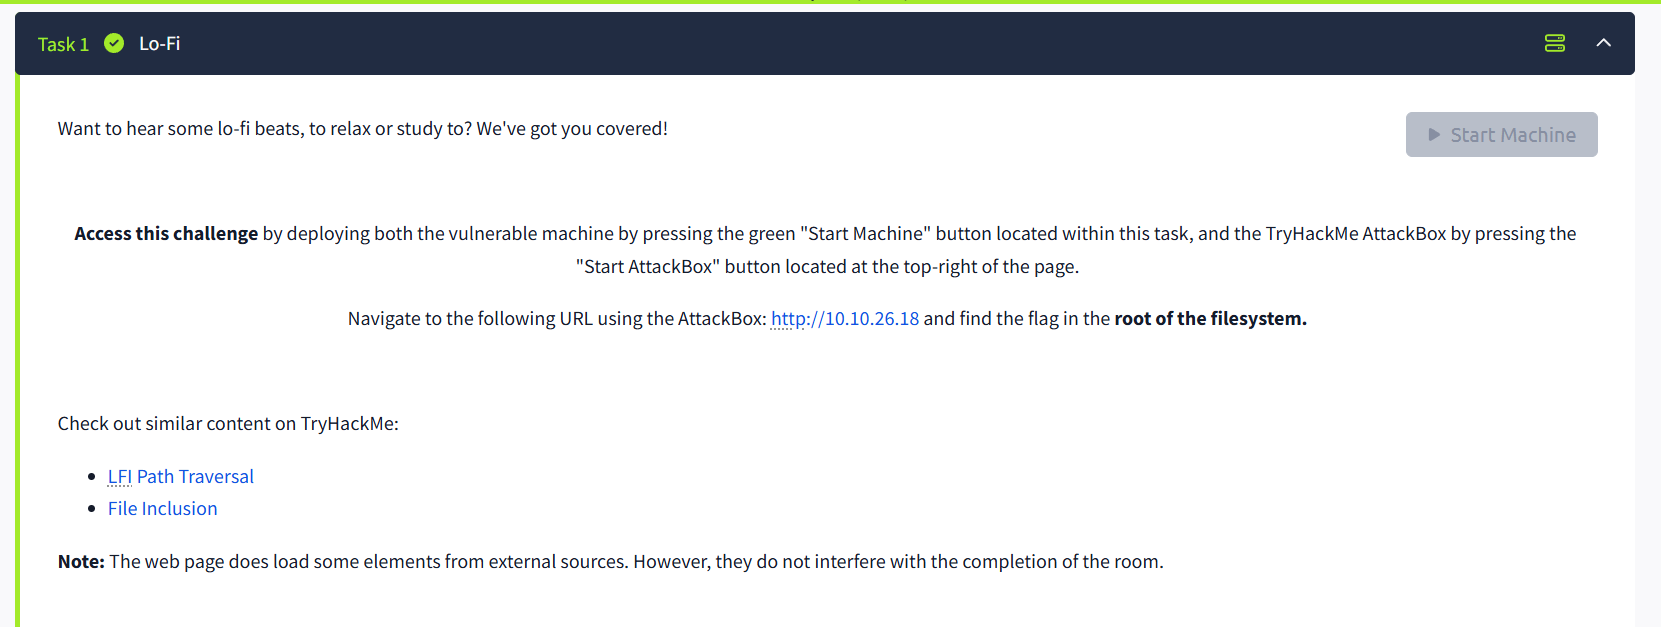 Task 1 Lo-Fi
Want to hear some lo-fi beats, to relax or study to? We've got you covered!
Start Machine
Access this challenge by deploying both the vulnerable machine by pressing the green "Start Machine" button located within this task, and the TryHackMe AttackBox by pressing the
"Start AttackBox" button located at the top-right of the page.
Navigate to the following URL using the AttackBox: http://10.10.26.18 and find the flag in the root of the filesystem.
Check out similar content on TryHackMe:
LFI Path Traversal
File Inclusion
Note: The web page does load some elements from external sources. However, they do not interfere with the completion of the room.